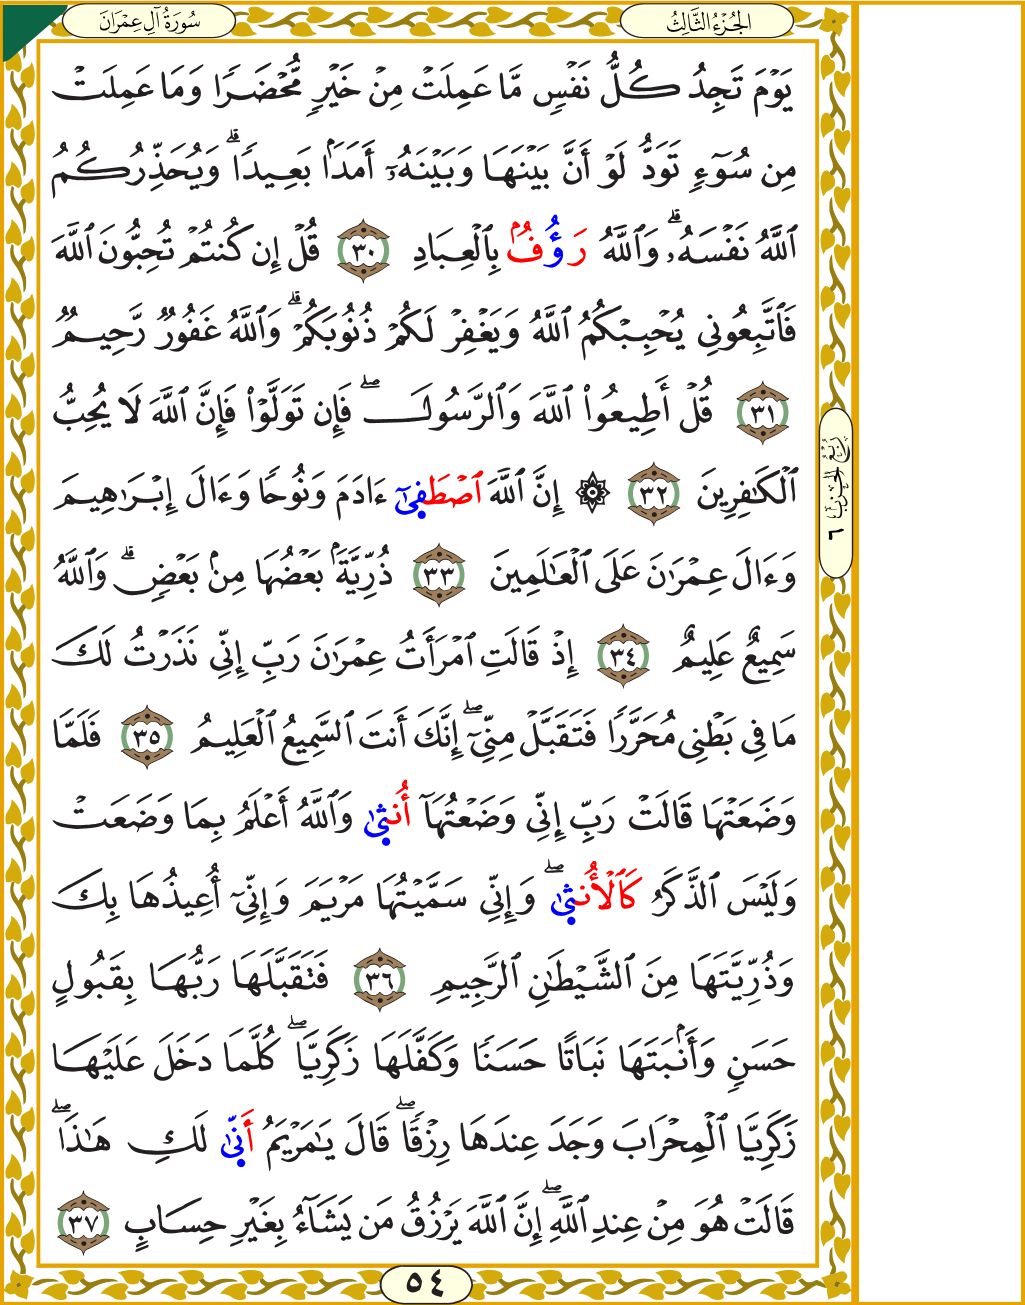 سُورَةُ آلِ عِمْرَانَ
الجُزْءُ الثَّالِثُ
يَوْمَ تَجِدُ كُلُّ نَفْسٍ مَّا عَمِلَتْ مِنْ خَيْرٍ مُّحْضَرًا وَمَا عَمِلَتْ
مِن سُوٓءٍ تَوَدُّ لَوْ أَنَّ بَيْنَهَا وَبَيْنَهُۥٓ أَمَدًۢا بَعِيدًا ۗ وَيُحَذِّرُكُمُ
ٱللَّهُ نَفْسَهُۥ ۗ وَٱللَّهُ رَؤُفٌۢ بِٱلْعِبَادِ ٣٠ قُلْ إِن كُنتُمْ تُحِبُّونَ ٱللَّهَ
فَٱتَّبِعُونِي يُحْبِبْكُمُ ٱللَّهُ وَيَغْفِرْ لَكُمْ ذُنُوبَكُمْ ۗ وَٱللَّهُ غَفُورٌ رَّحِيمٌ
٣١ قُلْ أَطِيعُوا۟ ٱللَّهَ وَٱلرَّسُولَ ۖ فَإِن تَوَلَّوْا۟ فَإِنَّ ٱللَّهَ لَا يُحِبُّ
ٱلْكَٰفِرِينَ ٣٢ ۞ إِنَّ ٱللَّهَ ٱصْطَفَىٰٓ ءَادَمَ وَنُوحًا وَءَالَ إِبْرَٰهِيمَ
وَءَالَ عِمْرَٰنَ عَلَى ٱلْعَٰلَمِينَ ٣٣ ذُرِّيَّةًۢ بَعْضُهَا مِنۢ بَعْضٍ ۗ وَٱللَّهُ
سَمِيعٌ عَلِيمٌ ٣٤ إِذْ قَالَتِ ٱمْرَأَتُ عِمْرَٰنَ رَبِّ إِنِّي نَذَرْتُ لَكَ
مَا فِي بَطْنِي مُحَرَّرًا فَتَقَبَّلْ مِنِّيٓ ۖ إِنَّكَ أَنتَ ٱلسَّمِيعُ ٱلْعَلِيمُ ٣٥ فَلَمَّا
وَضَعَتْهَا قَالَتْ رَبِّ إِنِّي وَضَعْتُهَآ أُنثَىٰ وَٱللَّهُ أَعْلَمُ بِمَا وَضَعَتْ
وَلَيْسَ ٱلذَّكَرُ كَٱلْأُنثَىٰ ۖ وَإِنِّي سَمَّيْتُهَا مَرْيَمَ وَإِنِّيٓ أُعِيذُهَا بِكَ
وَذُرِّيَّتَهَا مِنَ ٱلشَّيْطَٰنِ ٱلرَّجِيمِ ٣٦ فَتَقَبَّلَهَا رَبُّهَا بِقَبُولٍ
حَسَنٍ وَأَنۢبَتَهَا نَبَاتًا حَسَنًا وَكَفَّلَهَا زَكَرِيَّا ۖ كُلَّمَا دَخَلَ عَلَيْهَا
زَكَرِيَّا ٱلْمِحْرَابَ وَجَدَ عِندَهَا رِزْقًا ۖ قَالَ يَٰمَرْيَمُ أَنَّىٰ لَكِ هَٰذَا ۖ
قَالَتْ هُوَ مِنْ عِندِ ٱللَّهِ ۖ إِنَّ ٱللَّهَ يَرْزُقُ مَن يَشَآءُ بِغَيْرِ حِسَابٍ ٣٧
رُبْعُ الحِزْبِ ٦
٥٤